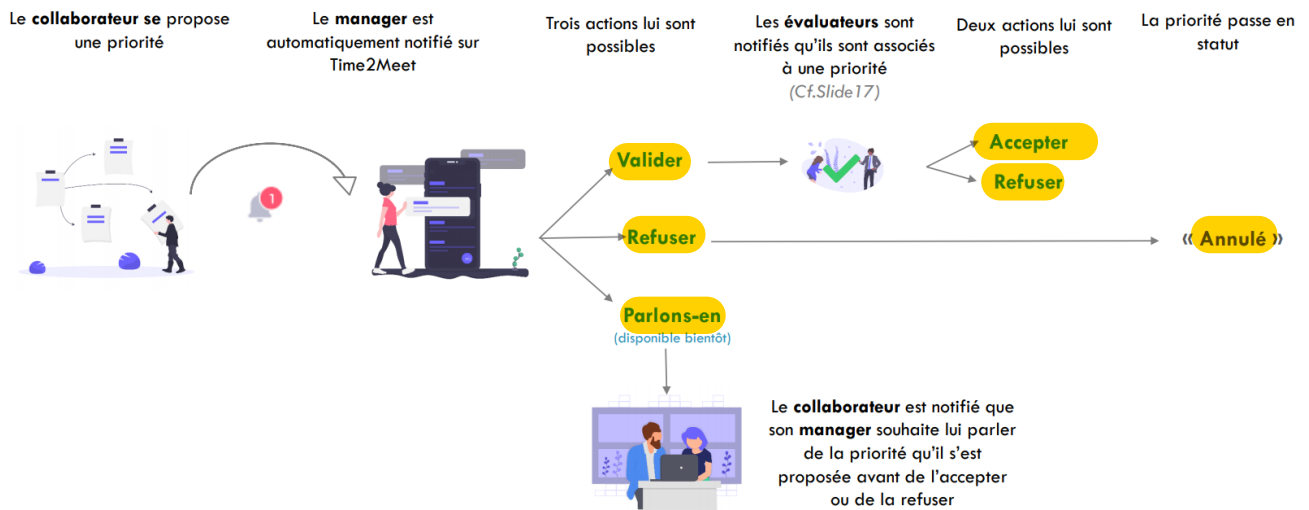 Le collaborateur se propose
une priorité
Le manager est
automatiquement notifié sur
Time2Meet
Trois actions lui sont
possibles
Les évaluateurs sont
notifiés qu'ils sont associés
à une priorité
(Cf.Slide17)
Deux actions lui sont
possibles
La priorité passe en
statut
1
Valider
Accepter
Refuser
Refuser
« Annulé »
Parlons-en
(disponible bientôt)
Le collaborateur est notifié que
son manager souhaite lui parler
de la priorité qu'il s'est
proposée avant de l'accepter
ou de la refuser